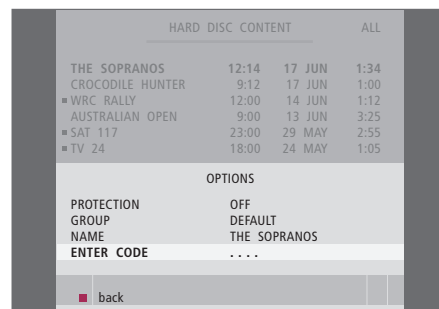 HARD DISC CONTENT ALL
THE SOPRANOS 12:14 17 JUN 1:34
CROCODILE HUNTER 9:12 17 JUN 1:00
WRC RALLY 12:00 14 JUN 1:12
AUSTRALIAN OPEN 9:00 13 JUN 3:25
SAT 117 23:00 29 MAY 2:55
TV 24 18:00 24 MAY 1:05
OPTIONS
PROTECTION OFF
GROUP DEFAULT
NAME THE SOPRANOS
ENTER CODE ....
back